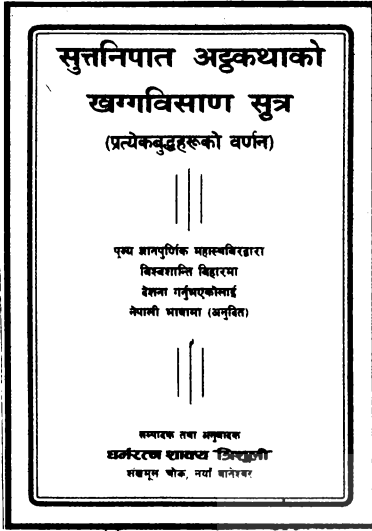 सुत्तनिपात अट्ठकथाको
खग्गविसाण सूत्र
(प्रत्येकबुद्धहरूको वर्णन)
पूज्य ज्ञानपूर्णिक महास्थविरद्वारा
विश्वशान्ति विहारमा
देशना गर्नुभएकोलाई
नेपाली भाषामा (अनुदित)
सम्पादक तथा अनुवादक
धर्मरत्न शाक्य त्रिशूली
शंखमूल चोक, नयाँ बानेश्वर